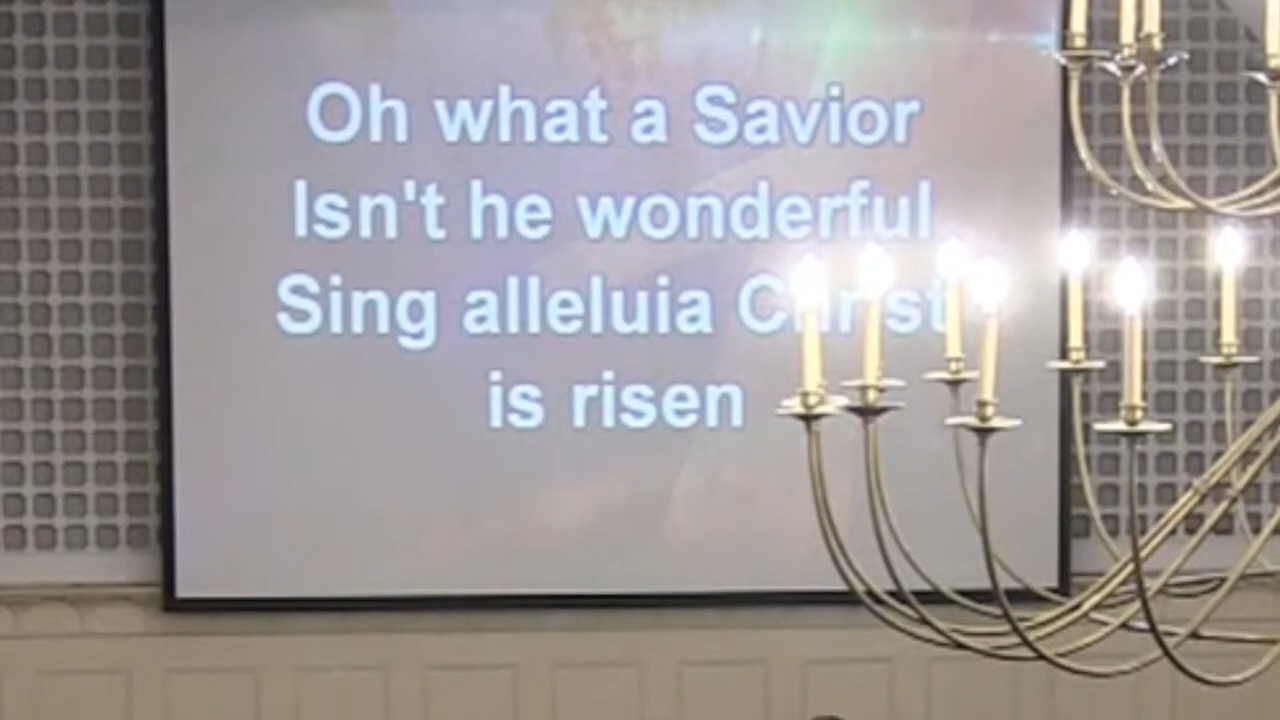 Oh what a Savior
Isn't he wonderful
Sing alleluia Christ
is risen